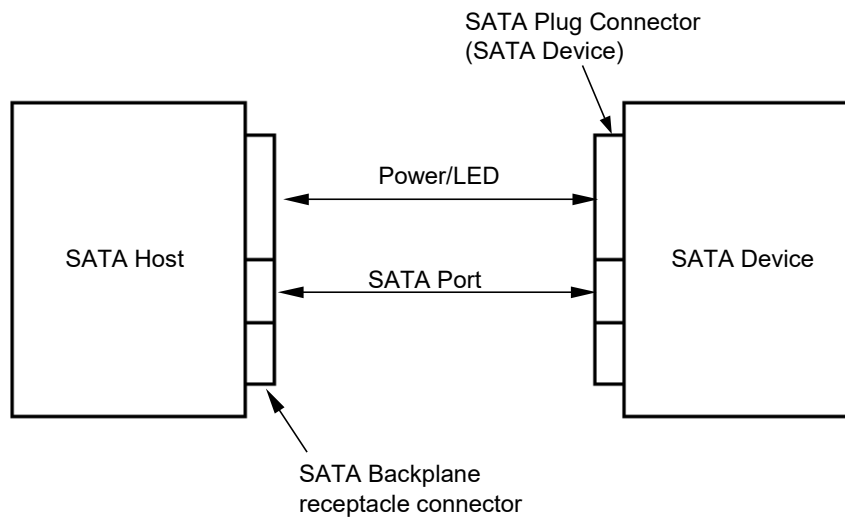 SATA Plug Connector
(SATA Device)
Power/LED
SATA Host
SATA Device
SATA Port
SATA Backplane
receptacle connector